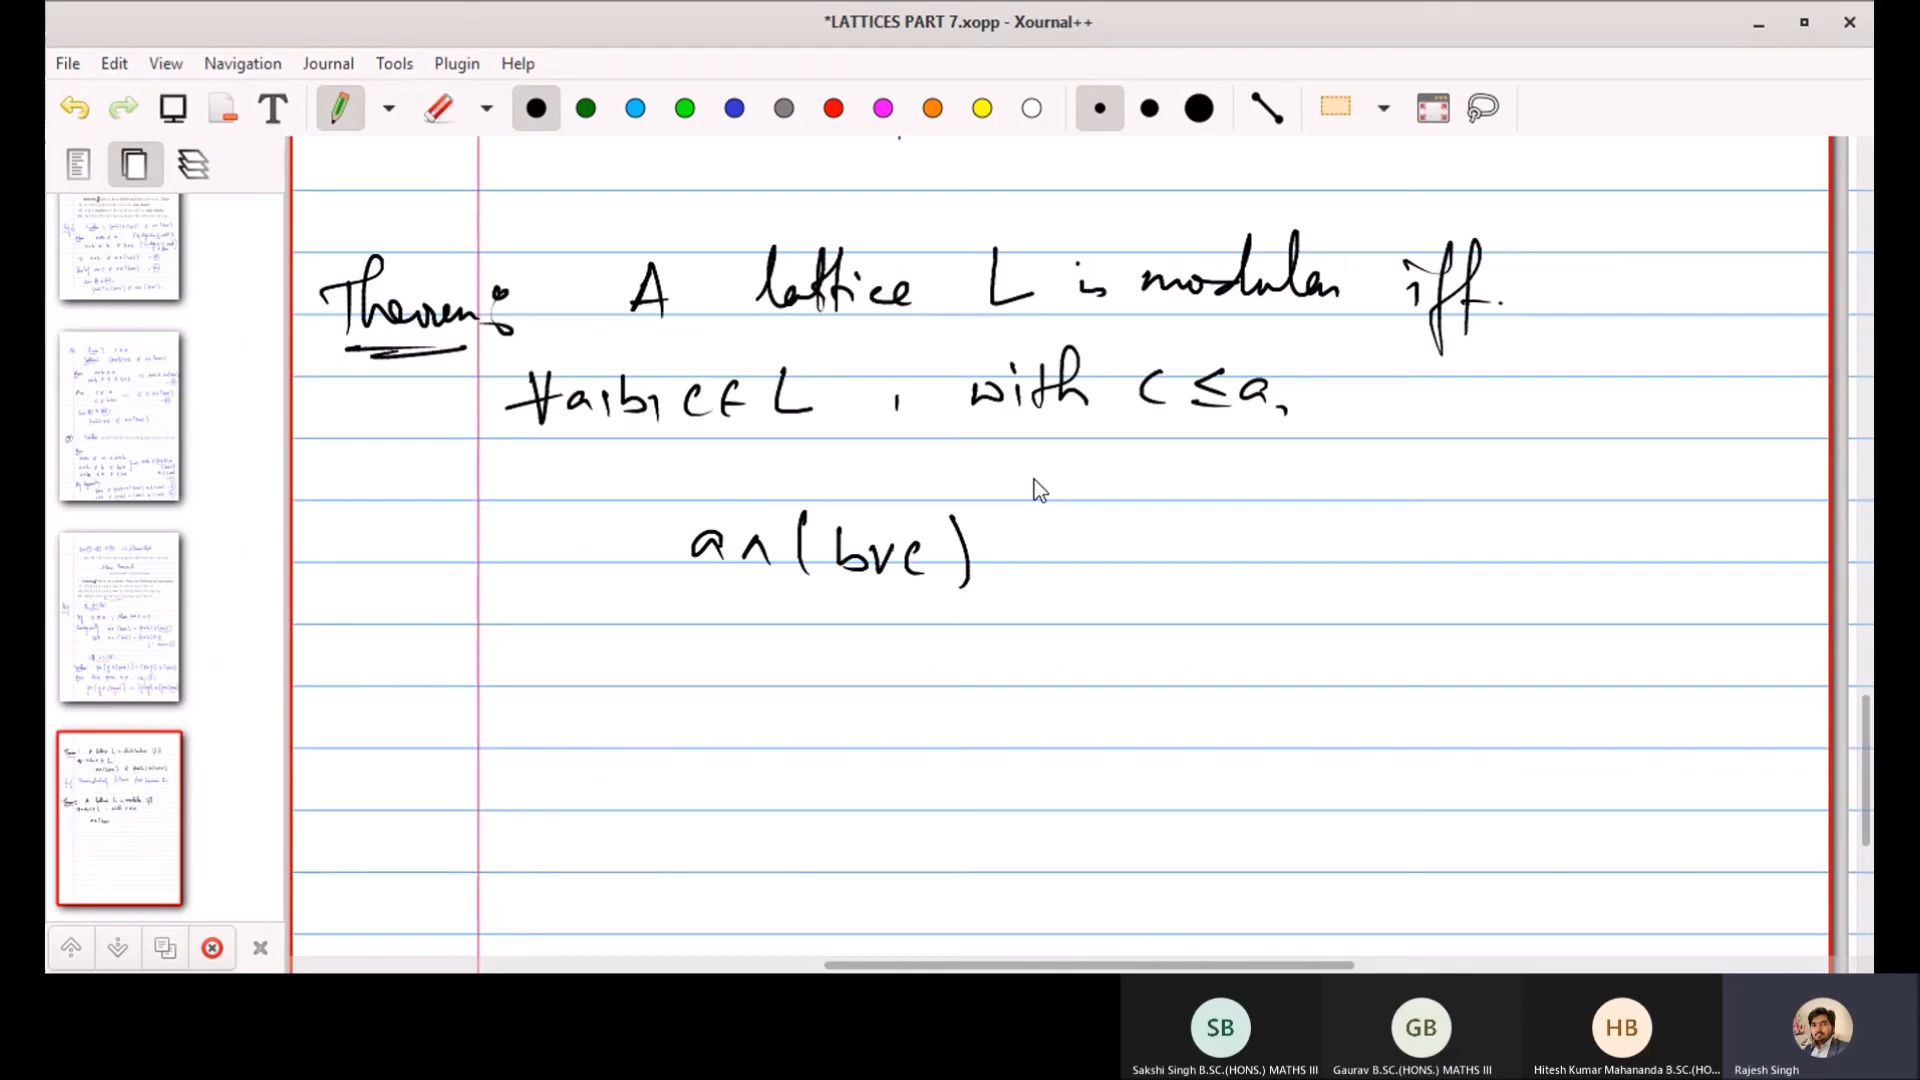 *LATTICES PART 7.xopp - Xournal++
File Edit View Navigation Journal Tools Plugin Help
T
Theorem: A lattice L is modular iff.
∀a,b,c∈L, with c ≤ a,
a∧(b∨c)
SB GB HB
Sakshi Singh B.SC.(HONS.) MATHS III Gaurav B.SC.(HONS.) MATHS III Hitesh Kumar Mahananda B.SC.(HO... Rajesh Singh